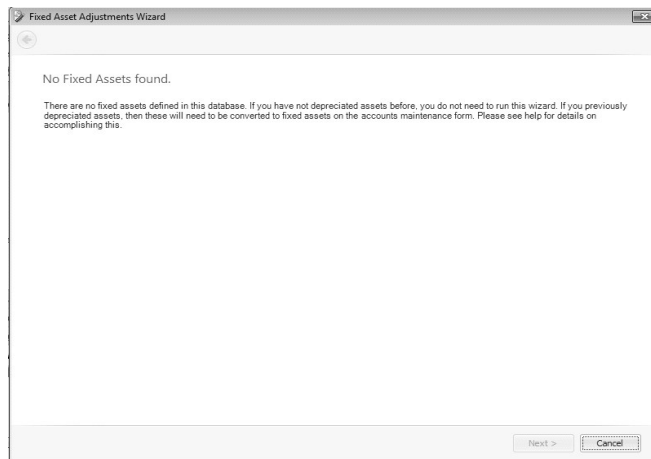 Fixed Asset Adjustments Wizard
No Fixed Assets found.
There are no fixed assets defined in this database. If you have not depreciated assets before, you do not need to run this wizard. If you previously
depreciated assets, then these will need to be converted to fixed assets on the accounts maintenance form. Please see help for details on
accomplishing this.
Next >
Cancel